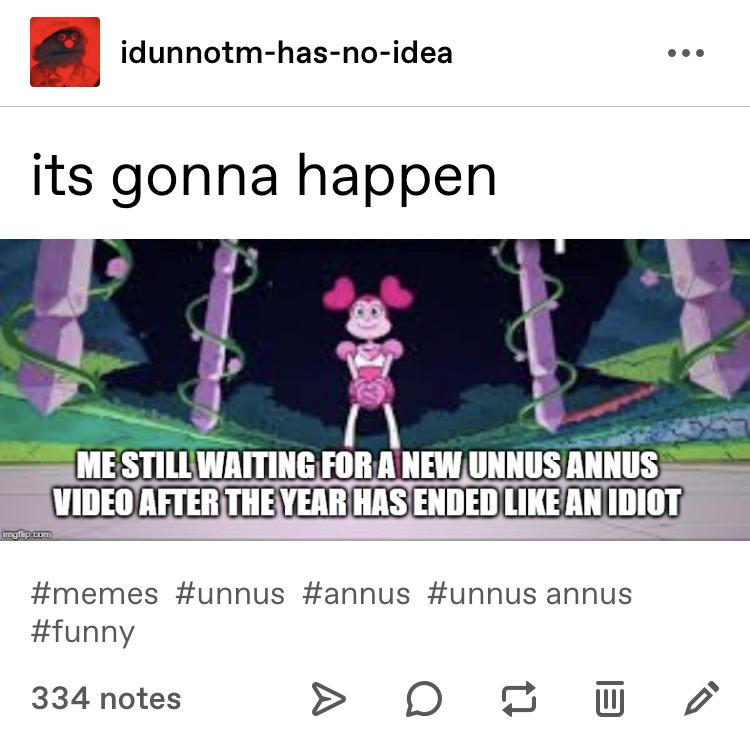 idunnotm-has-no-idea
its gonna happen
ME STILL WAITING FOR A NEW UNNUS ANNUS
VIDEO AFTER THE YEAR HAS ENDED LIKE AN IDIOT
imgflip.com
#memes #unnus #annus #unnus annus
#funny
334 notes